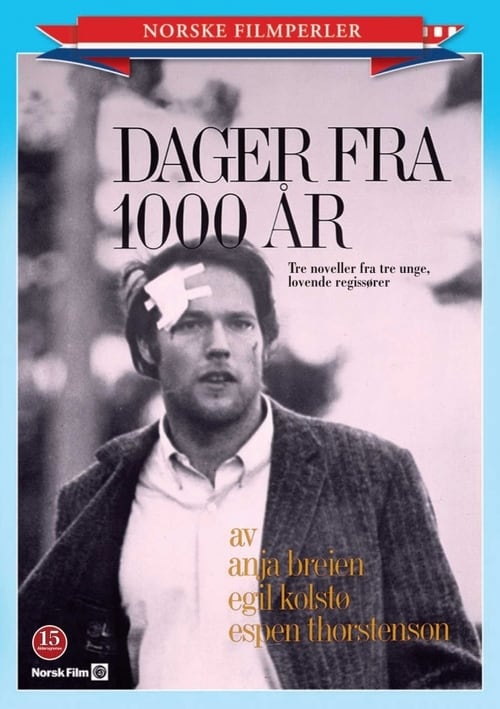 NORSKE FILMPERLER
DAGER FRA
1000 ÅR
Tre noveller fra tre unge,
lovende regissører
av
anja breien
egil kolstø
espen thorstenson
15
Aldersgrense
Norsk Film